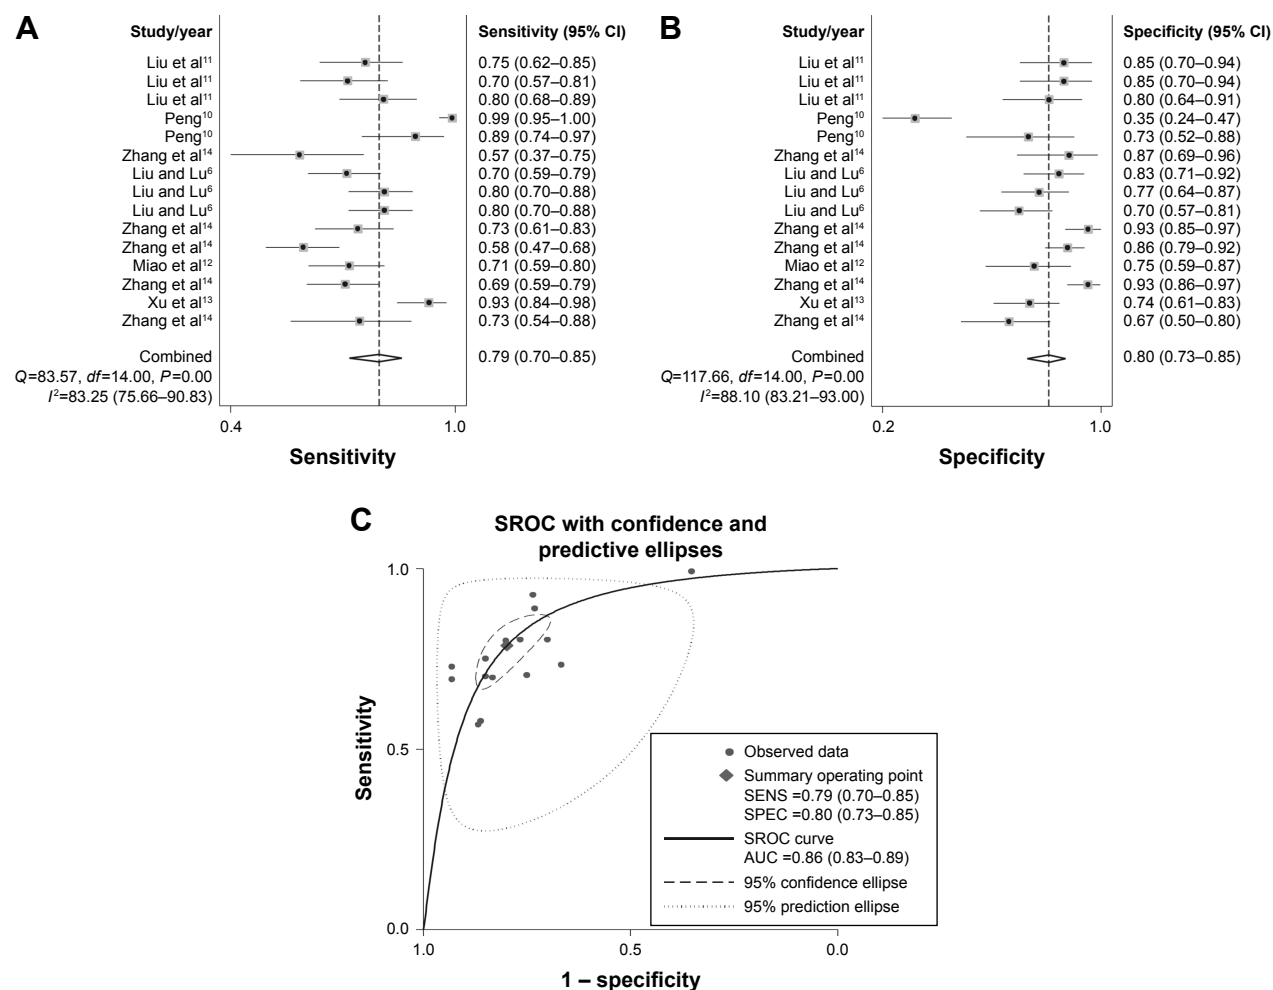 A
Study/year Sensitivity (95% CI)
Liu et al¹¹ 0.75 (0.62–0.85)
Liu et al¹¹ 0.70 (0.57–0.81)
Liu et al¹¹ 0.80 (0.68–0.89)
Peng¹⁰ 0.99 (0.95–1.00)
Peng¹⁰ 0.89 (0.74–0.97)
Zhang et al¹⁴ 0.57 (0.37–0.75)
Liu and Lu⁶ 0.70 (0.59–0.79)
Liu and Lu⁶ 0.80 (0.70–0.88)
Liu and Lu⁶ 0.80 (0.70–0.88)
Zhang et al¹⁴ 0.73 (0.61–0.83)
Zhang et al¹⁴ 0.58 (0.47–0.68)
Miao et al¹² 0.71 (0.59–0.80)
Zhang et al¹⁴ 0.69 (0.59–0.79)
Xu et al¹³ 0.93 (0.84–0.98)
Zhang et al¹⁴ 0.73 (0.54–0.88)
Combined 0.79 (0.70–0.85)
Q=83.57, df=14.00, P=0.00
I²=83.25 (75.66–90.83)
0.4 1.0
Sensitivity
B
Study/year Specificity (95% CI)
Liu et al¹¹ 0.85 (0.70–0.94)
Liu et al¹¹ 0.85 (0.70–0.94)
Liu et al¹¹ 0.80 (0.64–0.91)
Peng¹⁰ 0.35 (0.24–0.47)
Peng¹⁰ 0.73 (0.52–0.88)
Zhang et al¹⁴ 0.87 (0.69–0.96)
Liu and Lu⁶ 0.83 (0.71–0.92)
Liu and Lu⁶ 0.77 (0.64–0.87)
Liu and Lu⁶ 0.70 (0.57–0.81)
Zhang et al¹⁴ 0.93 (0.85–0.97)
Zhang et al¹⁴ 0.86 (0.79–0.92)
Miao et al¹² 0.75 (0.59–0.87)
Zhang et al¹⁴ 0.93 (0.86–0.97)
Xu et al¹³ 0.74 (0.61–0.83)
Zhang et al¹⁴ 0.67 (0.50–0.80)
Combined 0.80 (0.73–0.85)
Q=117.66, df=14.00, P=0.00
I²=88.10 (83.21–93.00)
0.2 1.0
Specificity
C
SROC with confidence and
predictive ellipses
1.0
0.5
0.0
Sensitivity
Observed data
Summary operating point
SENS =0.79 (0.70–0.85)
SPEC =0.80 (0.73–0.85)
SROC curve
AUC =0.86 (0.83–0.89)
95% confidence ellipse
95% prediction ellipse
1.0 0.5 0.0
1 – specificity